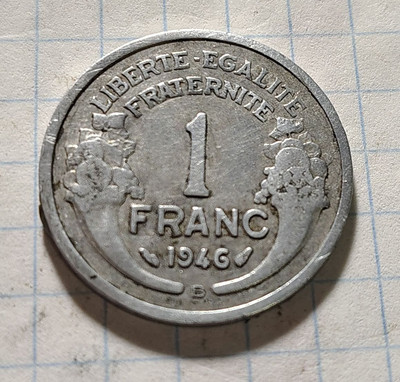 LIBERTE·EGALITE
FRATERNITE
1
FRANC
1946
B